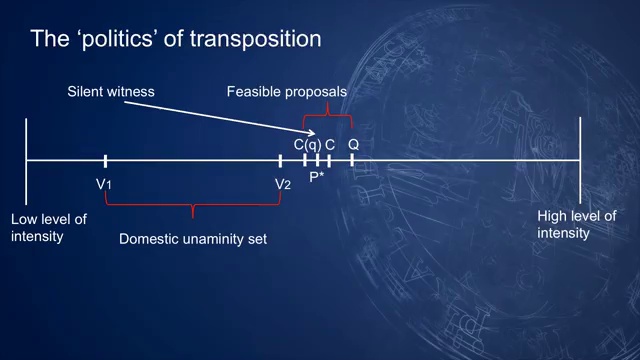 The ‘politics’ of transposition
Silent witness
Feasible proposals
C(q) C Q
P*
V1
V2
Low level of
intensity
High level of
intensity
Domestic unaminity set